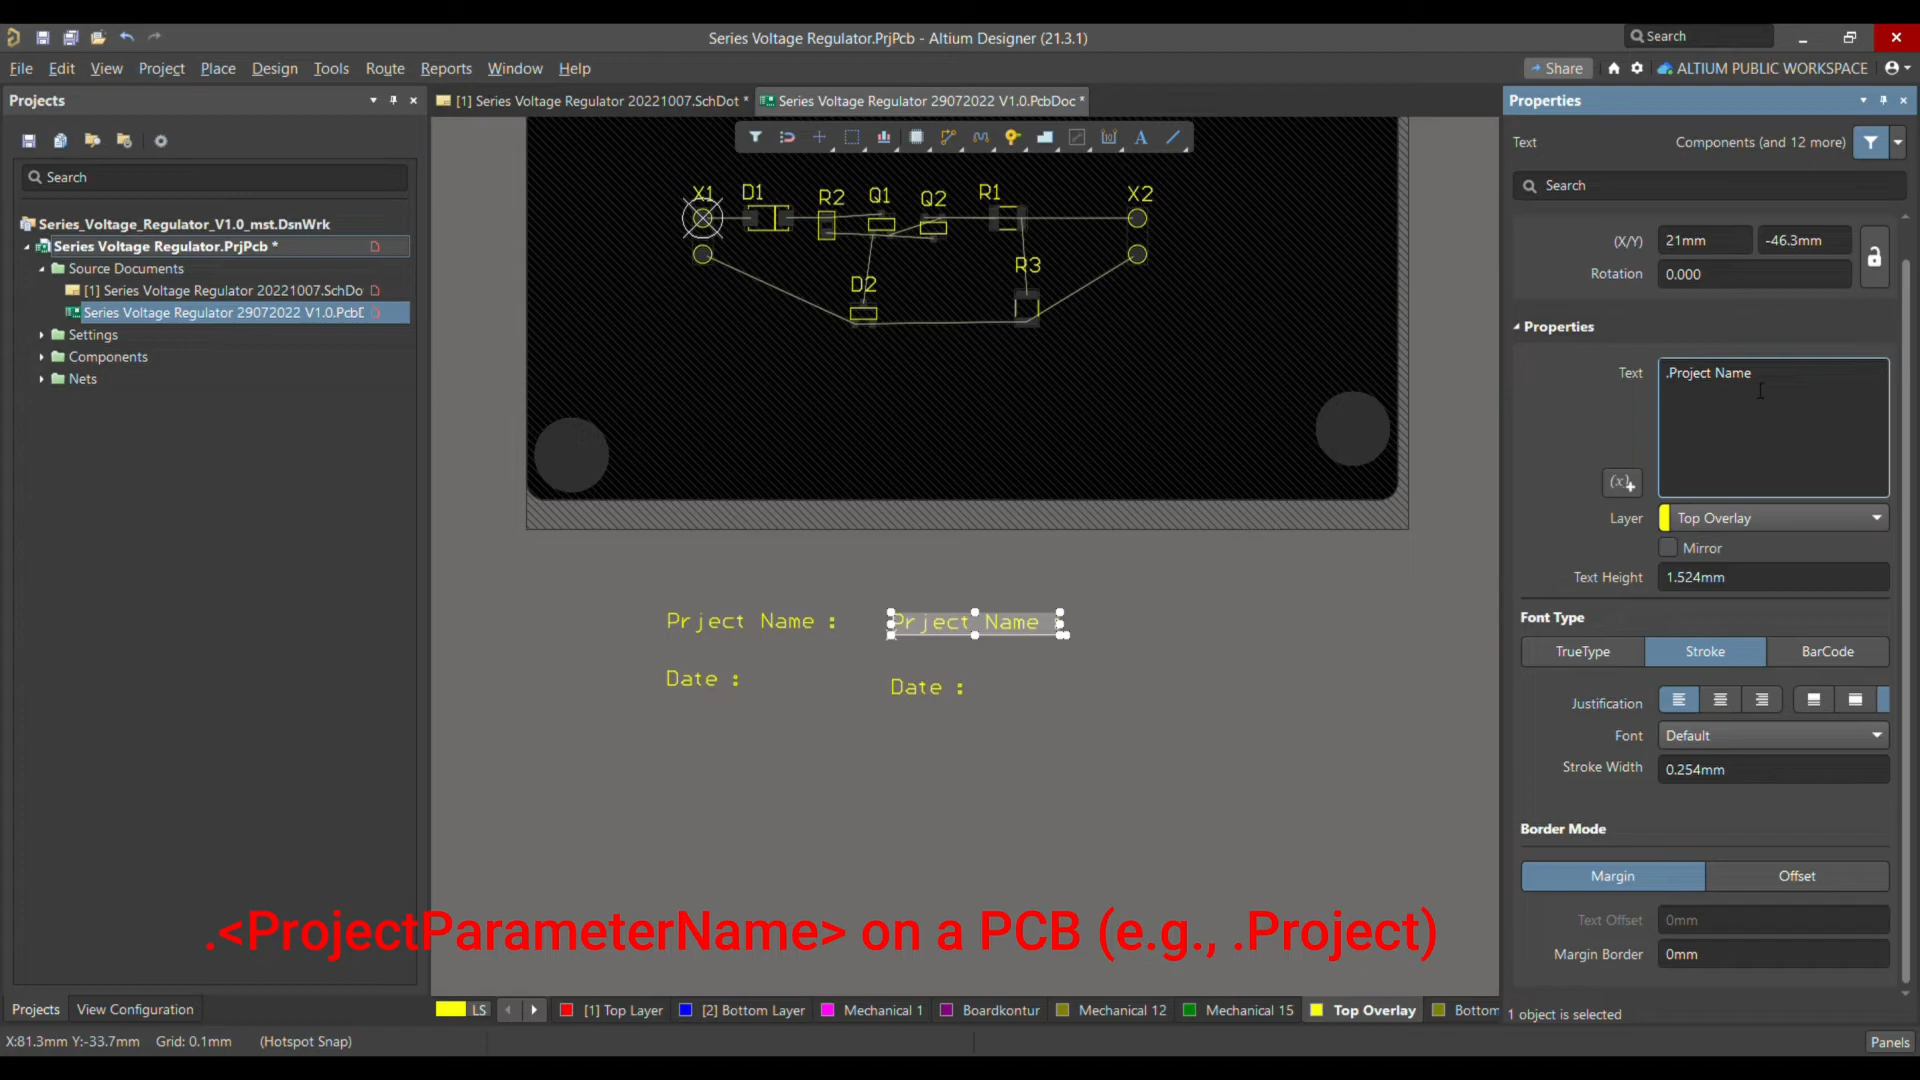 Series Voltage Regulator.PrjPcb - Altium Designer (21.3.1)
Search
File Edit View Project Place Design Tools Route Reports Window Help
Share
ALTIUM PUBLIC WORKSPACE
Projects
[1] Series Voltage Regulator 20221007.SchDot *
Series Voltage Regulator 29072022 V1.0.PcbDoc *
Properties
Text
Components (and 12 more)
Search
Search
Series_Voltage_Regulator_V1.0_mst.DsnWrk
Series Voltage Regulator.PrjPcb *
Source Documents
[1] Series Voltage Regulator 20221007.SchDo
Series Voltage Regulator 29072022 V1.0.PcbD
Settings
Components
Nets
X1 D1 R2 Q1 Q2 R1 X2
R3
D2
(X/Y) 21mm -46.3mm
Rotation 0.000
Properties
Text .Project Name
(x)
Layer Top Overlay
Mirror
Text Height 1.524mm
Font Type
TrueType Stroke BarCode
Justification
Font Default
Stroke Width 0.254mm
Border Mode
Margin Offset
Text Offset 0mm
Margin Border 0mm
Prject Name : Prject Name :
Date : Date :
.<ProjectParameterName> on a PCB (e.g., .Project)
Projects View Configuration
LS [1] Top Layer [2] Bottom Layer Mechanical 1 Boardkontur Mechanical 12 Mechanical 15 Top Overlay Bottom
1 object is selected
X:81.3mm Y:-33.7mm Grid: 0.1mm (Hotspot Snap)
Panels